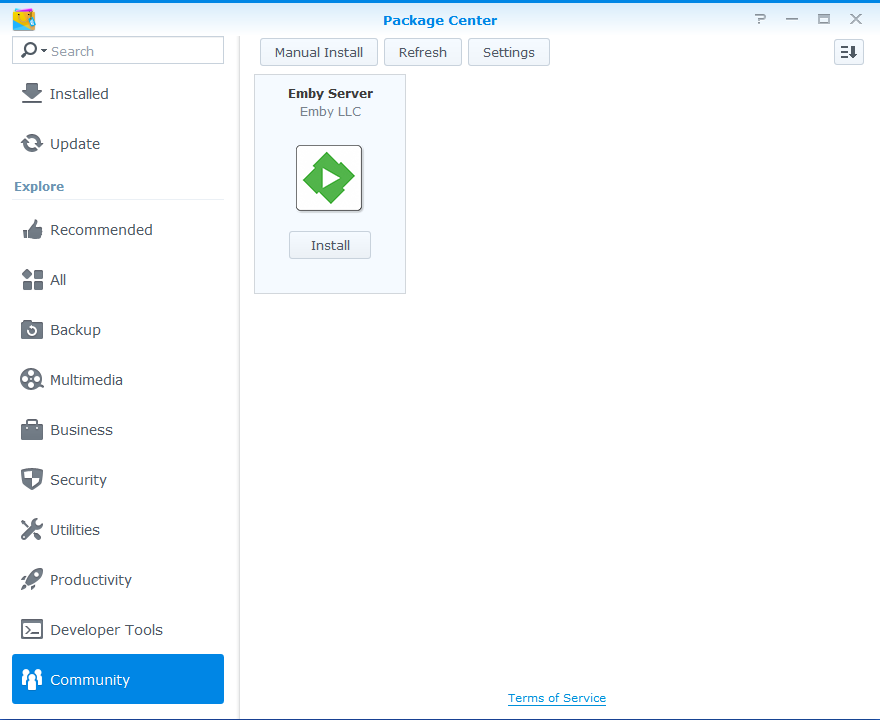 Package Center
Search
Installed
Update
Explore
Recommended
All
Backup
Multimedia
Business
Security
Utilities
Productivity
Developer Tools
Community
Manual Install
Refresh
Settings
Emby Server
Emby LLC
Install
Terms of Service